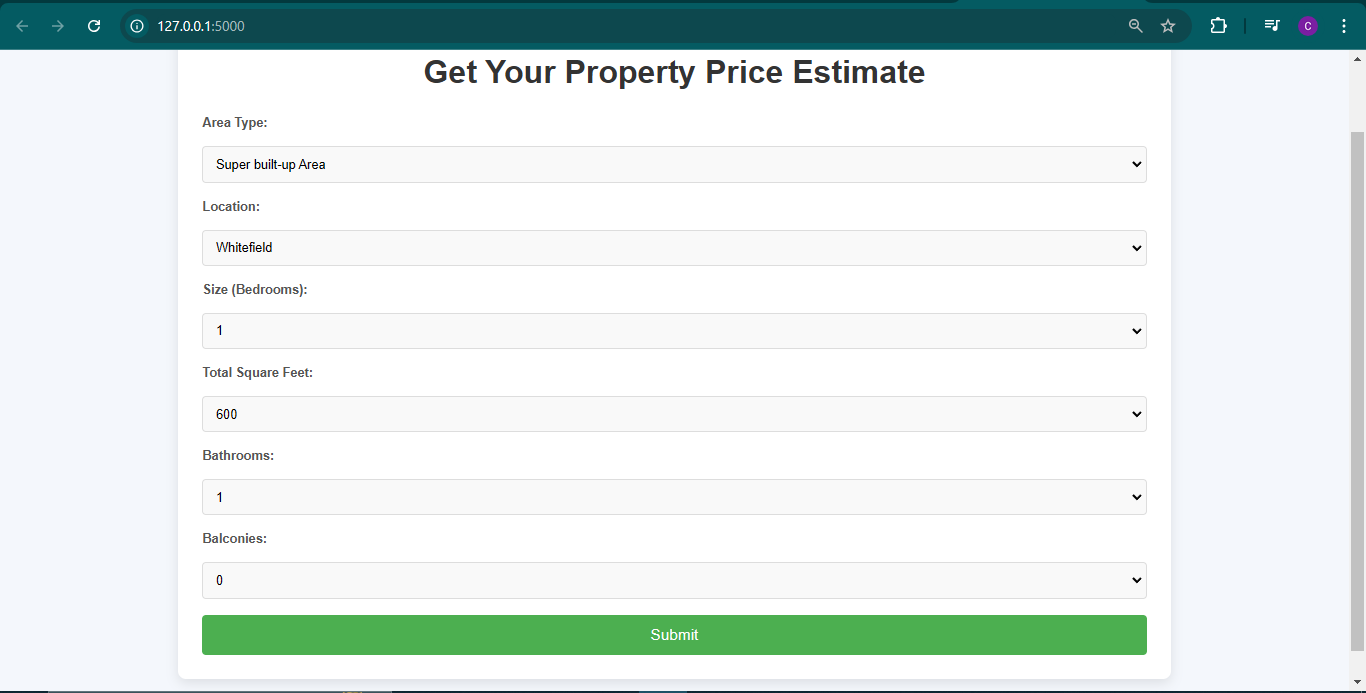 127.0.0.1:5000
C
Get Your Property Price Estimate
Area Type:
Super built-up Area
Location:
Whitefield
Size (Bedrooms):
1
Total Square Feet:
600
Bathrooms:
1
Balconies:
0
Submit